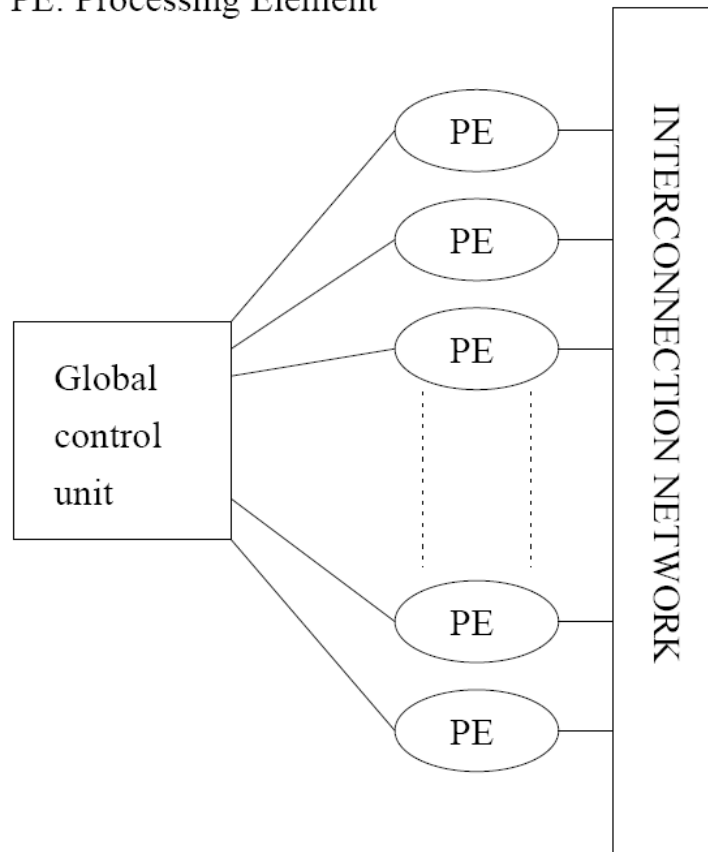 PE: Processing Element
PE
PE
PE
Global
control
unit
PE
PE
INTERCONNECTION NETWORK